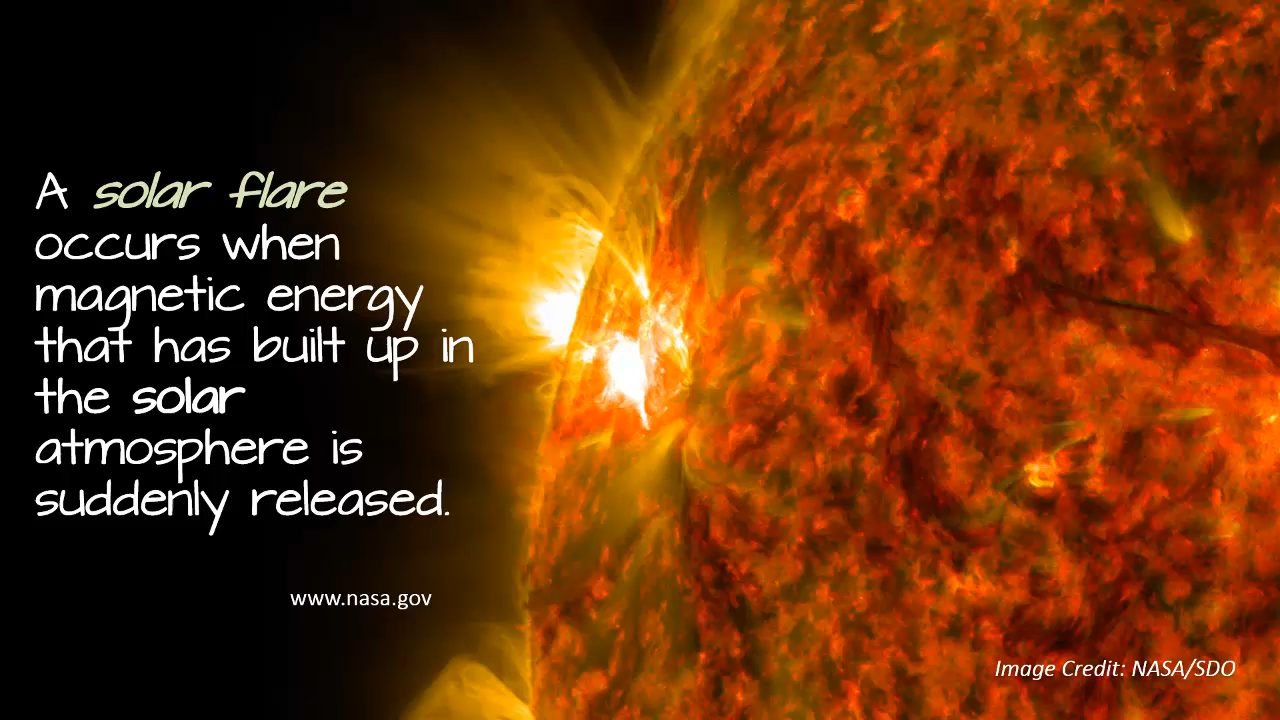 A solar flare
occurs when
magnetic energy
that has built up in
the solar
atmosphere is
suddenly released.
www.nasa.gov
Image Credit: NASA/SDO